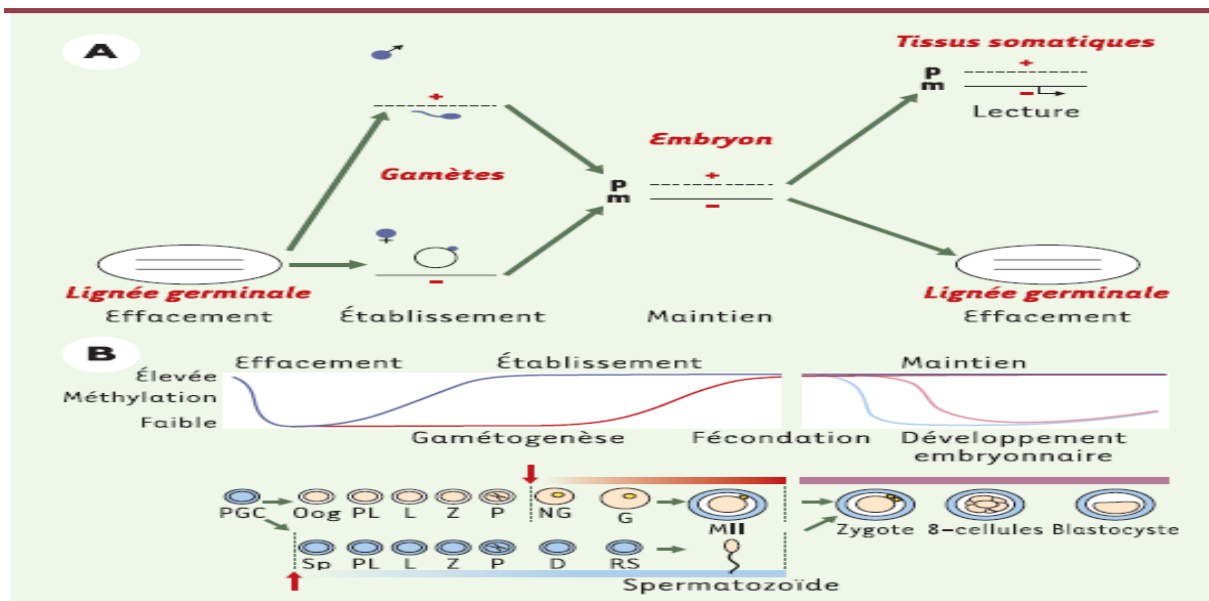 A
Tissus somatiques
+
P
m
–
Lecture
+
Embryon
Gamètes
+
P
m
–
–
Lignée germinale
Lignée germinale
Effacement
Établissement
Maintien
Effacement
B
Effacement
Établissement
Maintien
Élevée
Méthylation
Faible
Gamétogenèse
Fécondation
Développement
embryonnaire
PGC
Oog
PL
L
Z
P
NG
G
MII
Zygote
8-cellules
Blastocyste
Sp
PL
L
Z
P
D
RS
Spermatozoïde